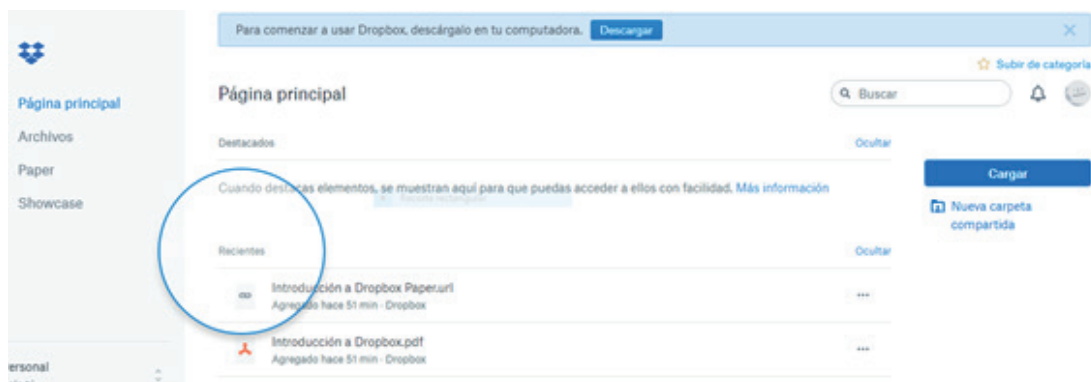 Para comenzar a usar Dropbox, descárgalo en tu computadora. Descargar
Subir de categoría
Página principal
Archivos
Paper
Showcase
Página principal
Buscar
Destacados
Ocultar
Cuando destacas elementos, se muestran aquí para que puedas acceder a ellos con facilidad. Más información
Recorte rectangular
Recientes
Ocultar
Introducción a Dropbox Paper.url
Agregado hace 51 min · Dropbox
Introducción a Dropbox.pdf
Agregado hace 51 min · Dropbox
Cargar
Nueva carpeta
compartida
ersonal